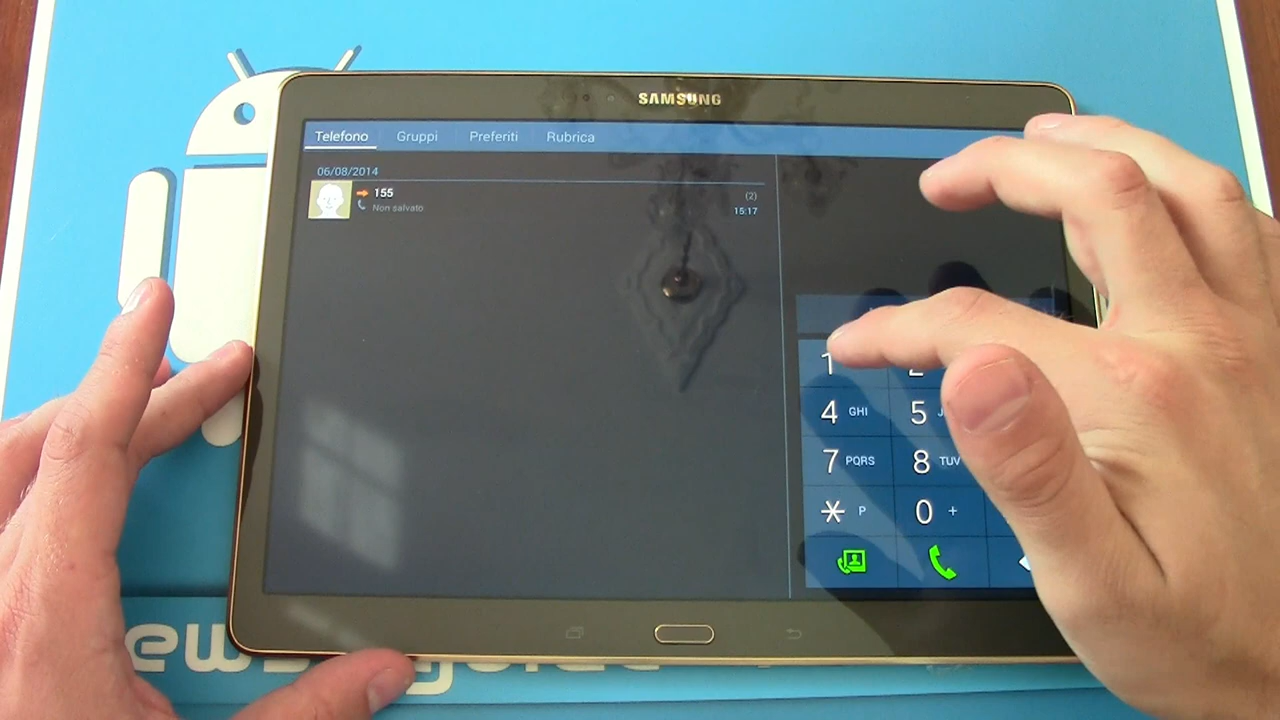 SAMSUNG
Telefono Gruppi Preferiti Rubrica
06/08/2014
155 (2)
Non salvato 15:17
1 2
4 GHI 5 J
7 PQRS 8 TUV
* P 0 +